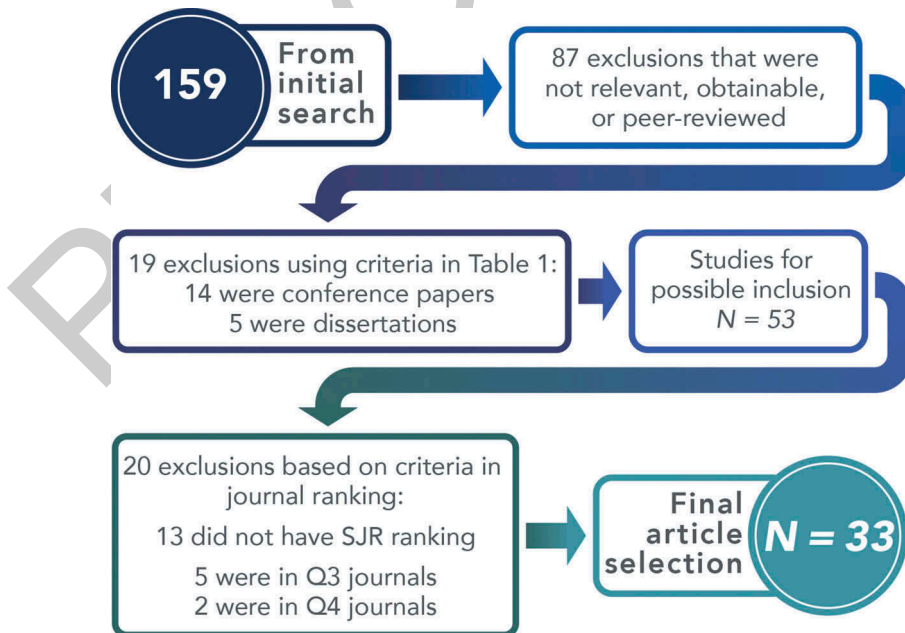 159
From
initial
search
87 exclusions that were
not relevant, obtainable,
or peer-reviewed
19 exclusions using criteria in Table 1:
14 were conference papers
5 were dissertations
Studies for
possible inclusion
N = 53
20 exclusions based on criteria in
journal ranking:
13 did not have SJR ranking
5 were in Q3 journals
2 were in Q4 journals
Final
article
selection
N = 33